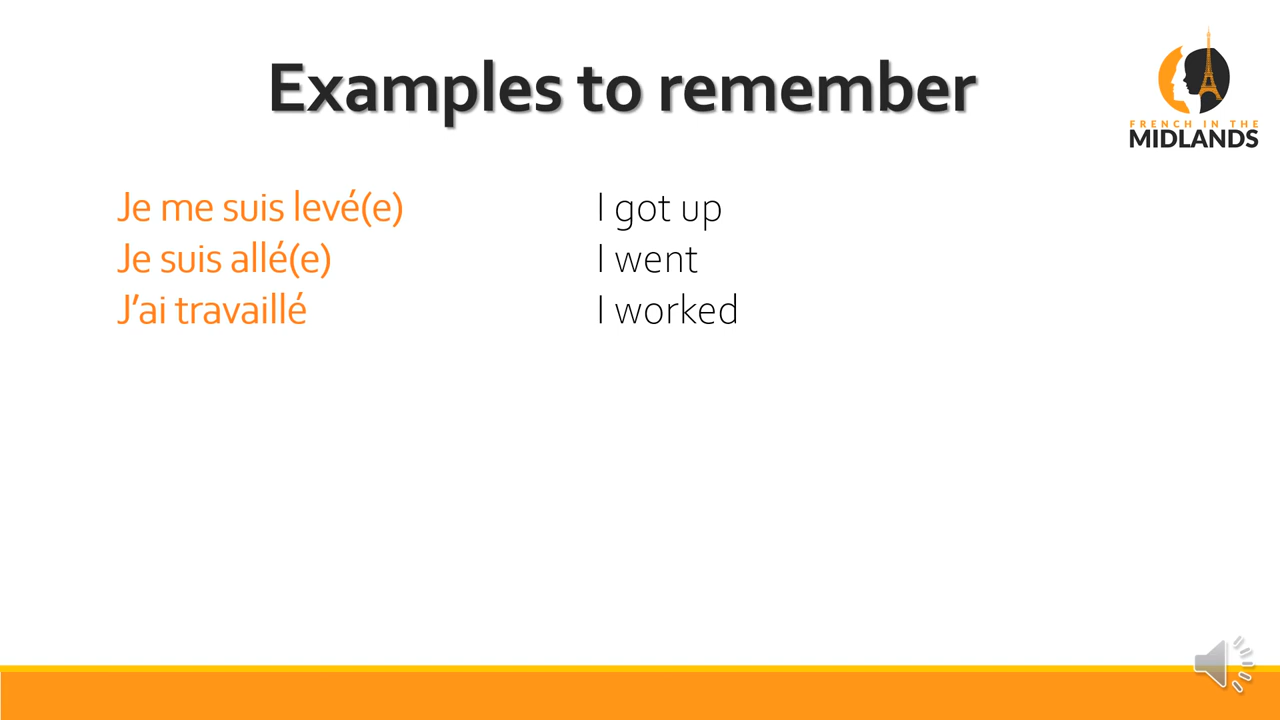 Examples to remember
FRENCH IN THE
MIDLANDS
Je me suis levé(e) I got up
Je suis allé(e) I went
J’ai travaillé I worked